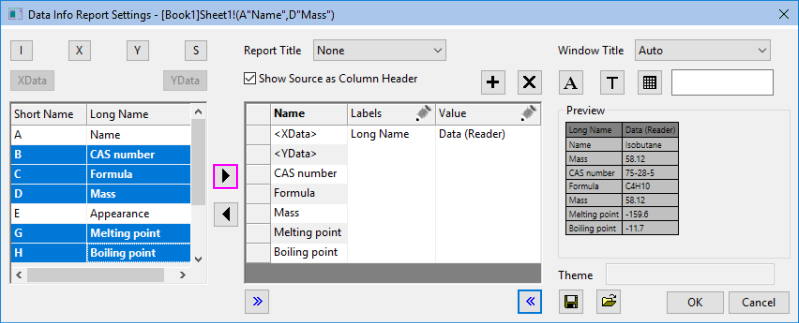 Data Info Report Settings - [Book1]Sheet1!(A"Name",D"Mass")
I X Y S
XData YData
Report Title None
Window Title Auto
Show Source as Column Header
A T
Short Name Long Name
A Name
B CAS number
C Formula
D Mass
E Appearance
G Melting point
H Boiling point
Name Labels Value
<XData> Long Name Data (Reader)
<YData>
CAS number
Formula
Mass
Melting point
Boiling point
Preview
Long Name Data (Reader)
Name Isobutane
Mass 58.12
CAS number 75-28-5
Formula C4H10
Mass 58.12
Melting point -159.6
Boiling point -11.7
Theme
OK Cancel